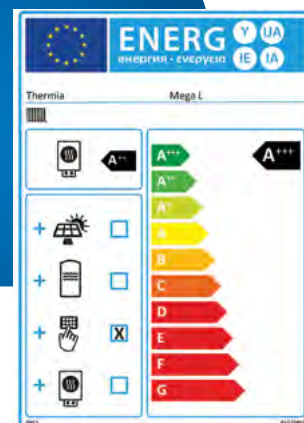 ENERG Y UA
енергия · ενεργεια IE IA
Thermia Mega L
A++ A+++ A+++
+ A++
A+
A
B
+ C
D
+ X E
F
+ G